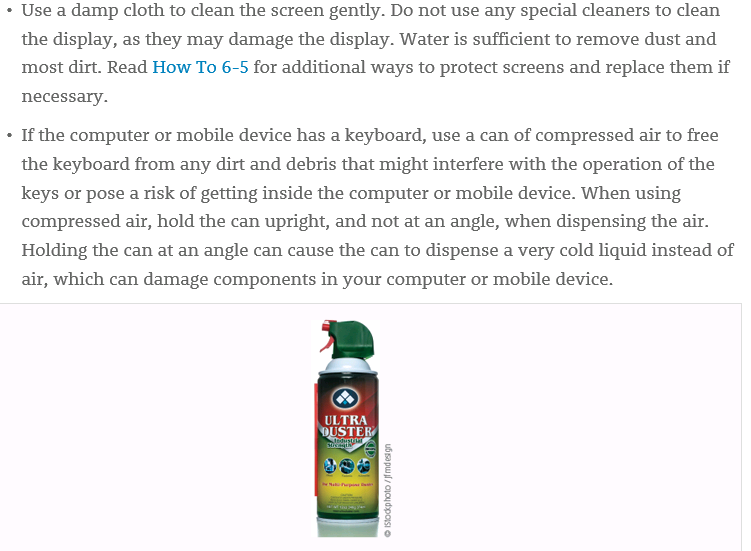 • Use a damp cloth to clean the screen gently. Do not use any special cleaners to clean
the display, as they may damage the display. Water is sufficient to remove dust and
most dirt. Read How To 6-5 for additional ways to protect screens and replace them if
necessary.
• If the computer or mobile device has a keyboard, use a can of compressed air to free
the keyboard from any dirt and debris that might interfere with the operation of the
keys or pose a risk of getting inside the computer or mobile device. When using
compressed air, hold the can upright, and not at an angle, when dispensing the air.
Holding the can at an angle can cause the can to dispense a very cold liquid instead of
air, which can damage components in your computer or mobile device.
ULTRA
DUSTER
Industrial
Strength
© iStockphoto / jfmdesign